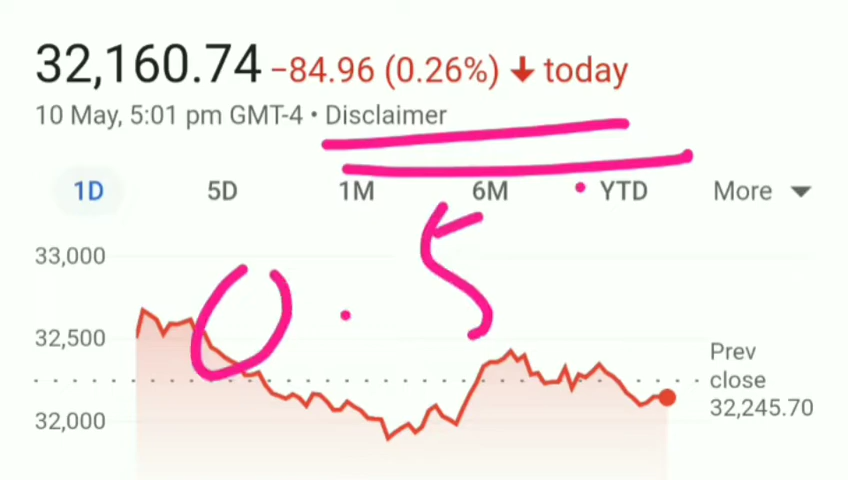 32,160.74 −84.96 (0.26%) ↓ today
10 May, 5:01 pm GMT-4 • Disclaimer
1D 5D 1M 6M YTD More
33,000
0.5
32,500
Prev
close
32,245.70
32,000